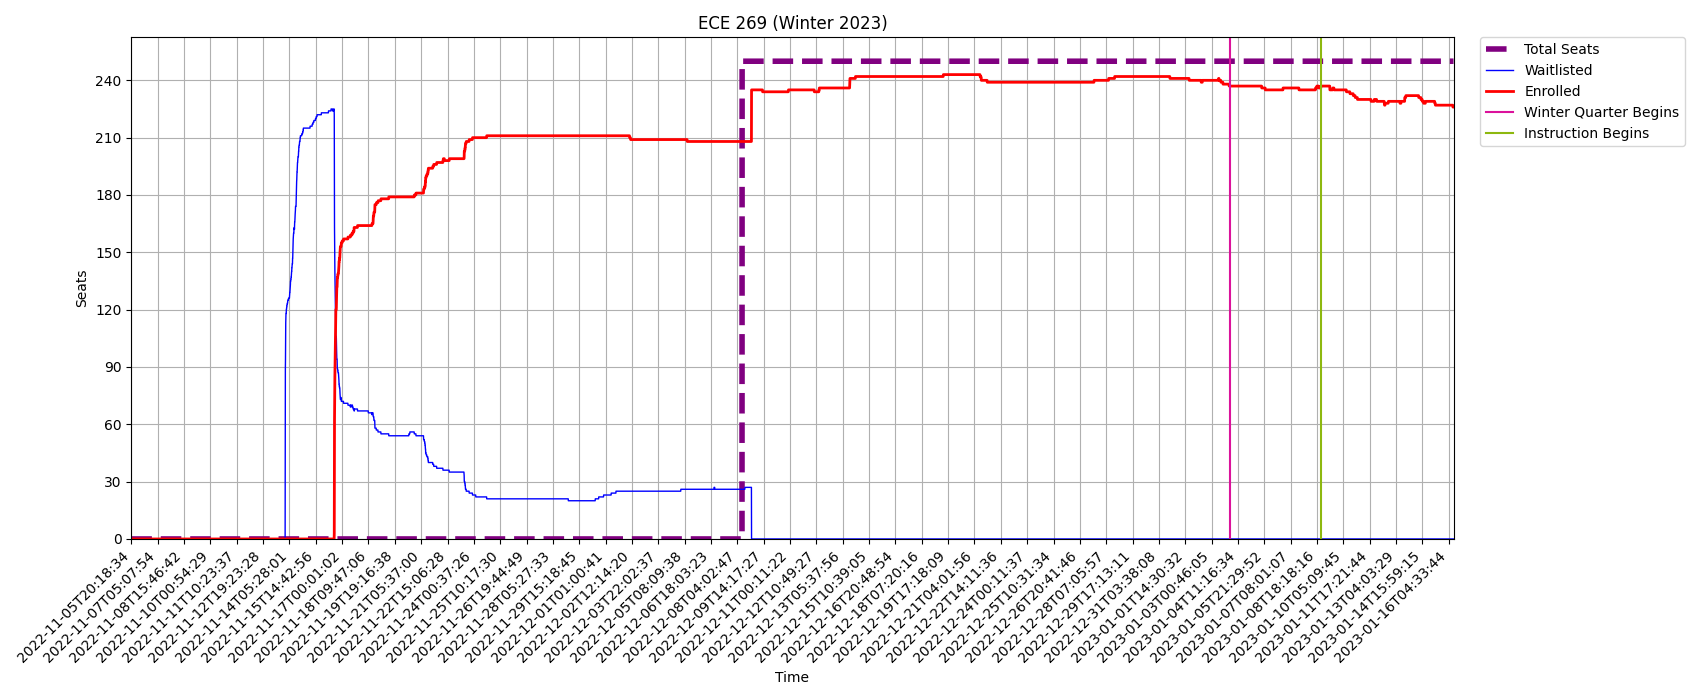 ECE 269 (Winter 2023)
Total Seats
Waitlisted
Enrolled
Winter Quarter Begins
Instruction Begins
Seats
240
210
180
150
120
90
60
30
0
2022-11-05T20:18:34
2022-11-07T05:07:54
2022-11-08T15:46:42
2022-11-10T00:54:29
2022-11-11T10:23:37
2022-11-12T19:23:28
2022-11-14T05:28:01
2022-11-15T14:42:56
2022-11-17T00:01:02
2022-11-18T09:47:06
2022-11-19T19:16:38
2022-11-21T05:37:00
2022-11-22T15:06:28
2022-11-24T00:37:26
2022-11-25T10:17:30
2022-11-26T19:44:49
2022-11-28T05:27:33
2022-11-29T15:18:45
2022-12-01T01:00:41
2022-12-02T12:14:20
2022-12-03T22:02:37
2022-12-05T08:09:38
2022-12-06T18:03:23
2022-12-08T04:02:47
2022-12-09T14:17:27
2022-12-11T00:11:22
2022-12-12T10:49:27
2022-12-13T05:37:56
2022-12-15T10:39:05
2022-12-16T20:48:54
2022-12-18T07:20:16
2022-12-19T17:18:09
2022-12-21T04:01:56
2022-12-22T14:11:36
2022-12-24T00:11:37
2022-12-25T10:31:34
2022-12-26T20:41:46
2022-12-28T07:05:57
2022-12-29T17:13:11
2022-12-31T03:38:08
2023-01-01T14:30:32
2023-01-03T00:46:05
2023-01-04T11:16:34
2023-01-05T21:29:52
2023-01-07T08:01:07
2023-01-08T18:18:16
2023-01-10T05:09:45
2023-01-11T17:21:44
2023-01-13T04:03:29
2023-01-14T15:59:15
2023-01-16T04:33:44
Time